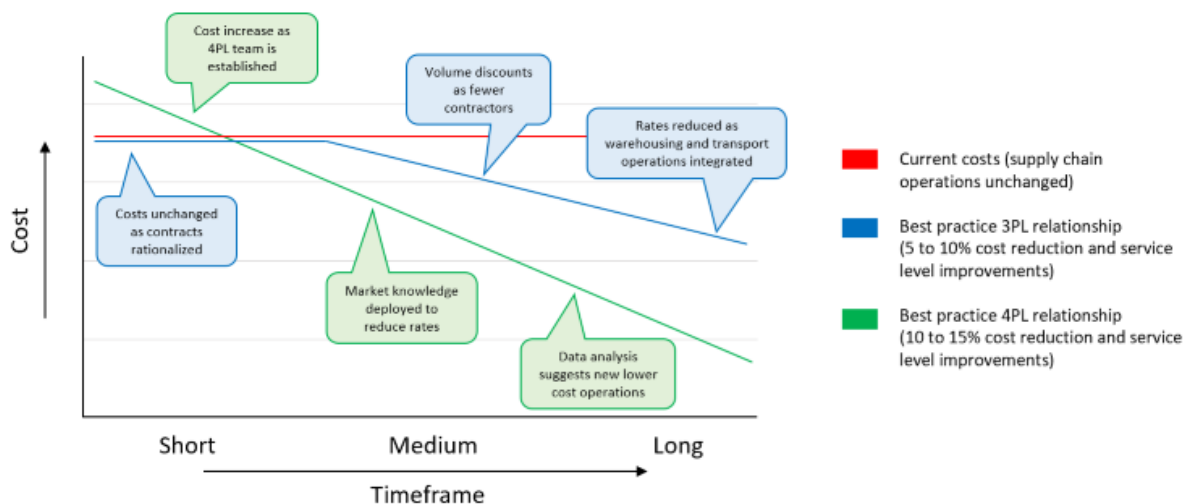 Cost increase as
4PL team is
established
Volume discounts
as fewer
contractors
Rates reduced as
warehousing and transport
operations integrated
Costs unchanged
as contracts
rationalized
Market knowledge
deployed to
reduce rates
Data analysis
suggests new lower
cost operations
Cost
Short
Medium
Long
Timeframe
Current costs (supply chain
operations unchanged)
Best practice 3PL relationship
(5 to 10% cost reduction and service
level improvements)
Best practice 4PL relationship
(10 to 15% cost reduction and service
level improvements)